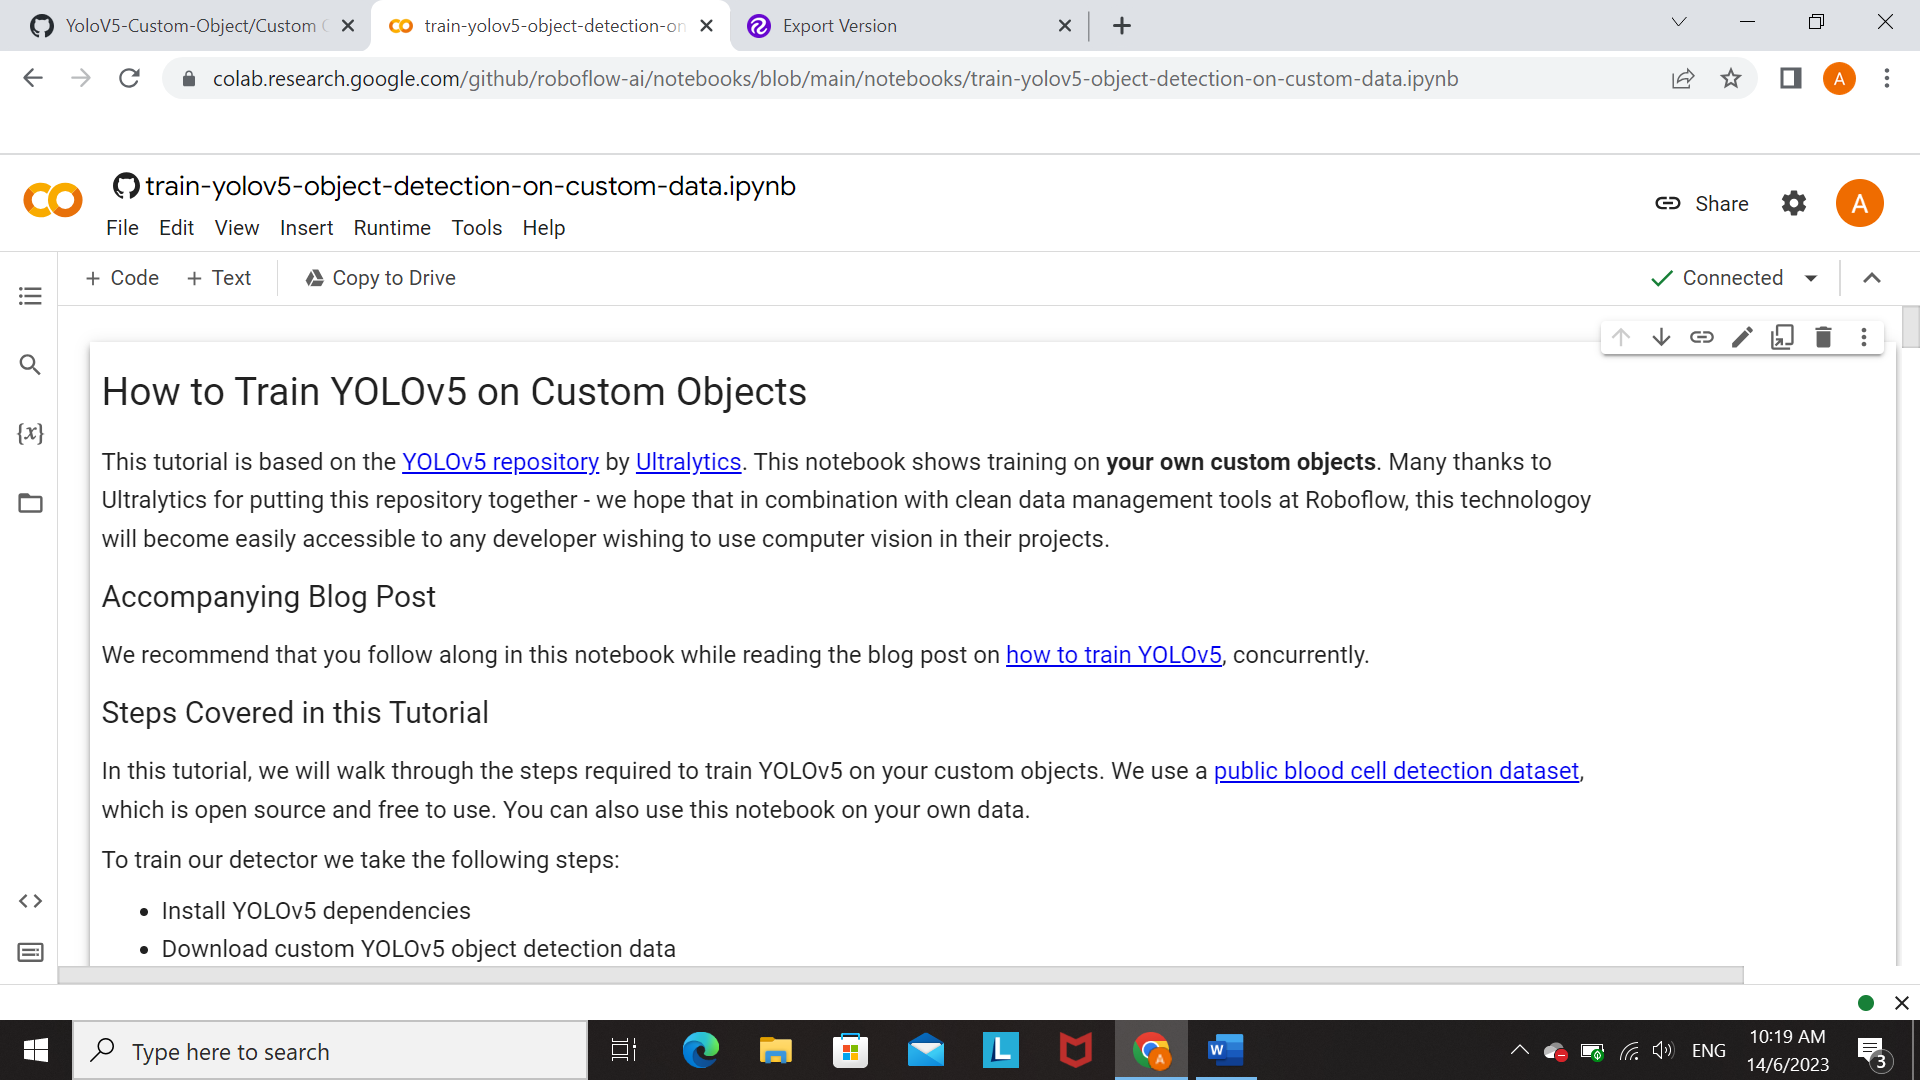 YoloV5-Custom-Object/Custom
train-yolov5-object-detection-on
Export Version
colab.research.google.com/github/roboflow-ai/notebooks/blob/main/notebooks/train-yolov5-object-detection-on-custom-data.ipynb
A
train-yolov5-object-detection-on-custom-data.ipynb
Share
A
File Edit View Insert Runtime Tools Help
+ Code + Text Copy to Drive
Connected
How to Train YOLOv5 on Custom Objects
This tutorial is based on the YOLOv5 repository by Ultralytics. This notebook shows training on your own custom objects. Many thanks to
Ultralytics for putting this repository together - we hope that in combination with clean data management tools at Roboflow, this technologoy
will become easily accessible to any developer wishing to use computer vision in their projects.
Accompanying Blog Post
We recommend that you follow along in this notebook while reading the blog post on how to train YOLOv5, concurrently.
Steps Covered in this Tutorial
In this tutorial, we will walk through the steps required to train YOLOv5 on your custom objects. We use a public blood cell detection dataset,
which is open source and free to use. You can also use this notebook on your own data.
To train our detector we take the following steps:
• Install YOLOv5 dependencies
• Download custom YOLOv5 object detection data
{x}
Type here to search
L
A
W
ENG
10:19 AM
14/6/2023
3